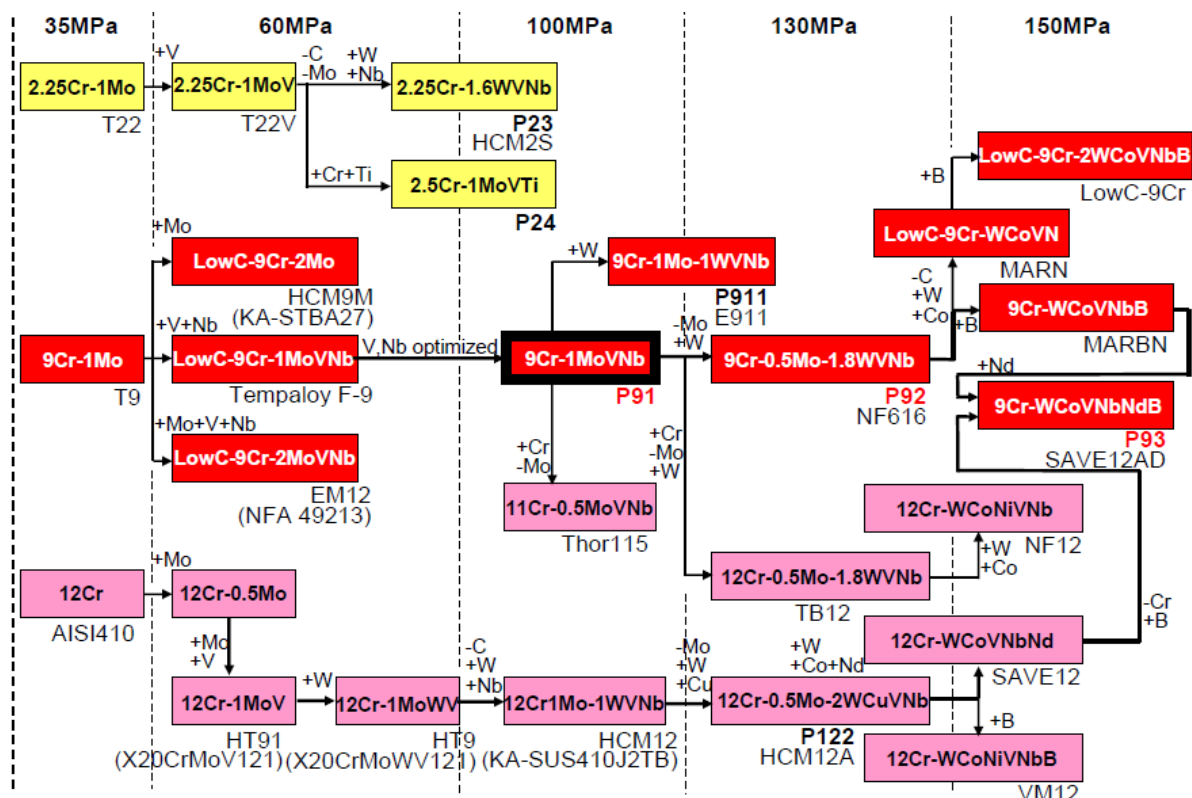 35MPa
60MPa
100MPa
130MPa
150MPa
+V
-C
-Mo
+W
+Nb
2.25Cr-1Mo
T22
2.25Cr-1MoV
T22V
2.25Cr-1.6WVNb
P23
HCM2S
+Cr+Ti
2.5Cr-1MoVTi
P24
LowC-9Cr-2WCoVNbB
LowC-9Cr
+B
LowC-9Cr-WCoVN
MARN
+Mo
LowC-9Cr-2Mo
HCM9M
(KA-STBA27)
+W
9Cr-1Mo-1WVNb
P911
E911
-C
+W
+Co
+B
9Cr-WCoVNbB
MARBN
9Cr-1Mo
T9
+V+Nb
LowC-9Cr-1MoVNb
Tempaloy F-9
V,Nb optimized
9Cr-1MoVNb
P91
-Mo
+W
9Cr-0.5Mo-1.8WVNb
P92
NF616
+Nd
9Cr-WCoVNbNdB
P93
SAVE12AD
+Mo+V+Nb
LowC-9Cr-2MoVNb
EM12
(NFA 49213)
+Cr
-Mo
11Cr-0.5MoVNb
Thor115
+Cr
-Mo
+W
12Cr-WCoNiVNb
NF12
+W
+Co
12Cr-0.5Mo-1.8WVNb
TB12
12Cr
AISI410
+Mo
12Cr-0.5Mo
+Mo
+V
12Cr-1MoV
HT91
(X20CrMoV121)
+W
12Cr-1MoWV
HT9
(X20CrMoWV121)
-C
+W
+Nb
12Cr1Mo-1WVNb
HCM12
(KA-SUS410J2TB)
-Mo
+W
+Cu
12Cr-0.5Mo-2WCuVNb
P122
HCM12A
+W
+Co+Nd
12Cr-WCoVNbNd
SAVE12
-Cr
+B
+B
12Cr-WCoNiVNbB
VM12